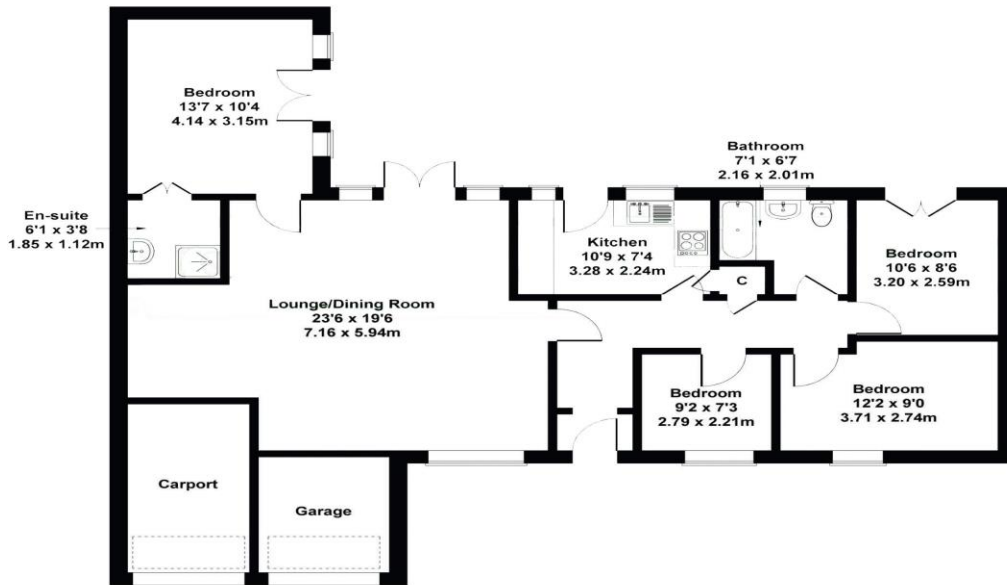 Bedroom
13'7 x 10'4
4.14 x 3.15m
Bathroom
7'1 x 6'7
2.16 x 2.01m
En-suite
6'1 x 3'8
1.85 x 1.12m
Kitchen
10'9 x 7'4
3.28 x 2.24m
C
Bedroom
10'6 x 8'6
3.20 x 2.59m
Lounge/Dining Room
23'6 x 19'6
7.16 x 5.94m
Bedroom
9'2 x 7'3
2.79 x 2.21m
Bedroom
12'2 x 9'0
3.71 x 2.74m
Carport
Garage